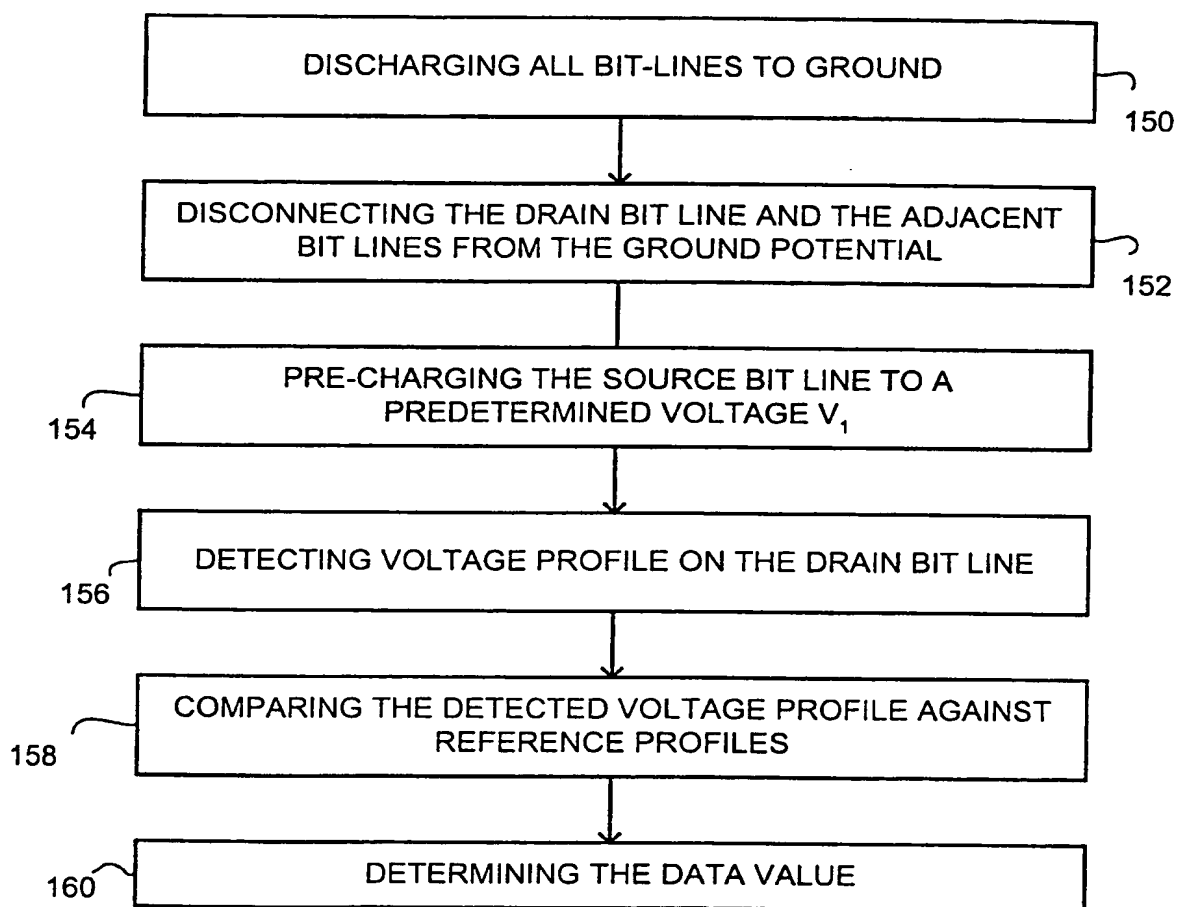 DISCHARGING ALL BIT-LINES TO GROUND
150
DISCONNECTING THE DRAIN BIT LINE AND THE ADJACENT
BIT LINES FROM THE GROUND POTENTIAL
152
PRE-CHARGING THE SOURCE BIT LINE TO A
PREDETERMINED VOLTAGE V₁
154
DETECTING VOLTAGE PROFILE ON THE DRAIN BIT LINE
156
COMPARING THE DETECTED VOLTAGE PROFILE AGAINST
REFERENCE PROFILES
158
DETERMINING THE DATA VALUE
160